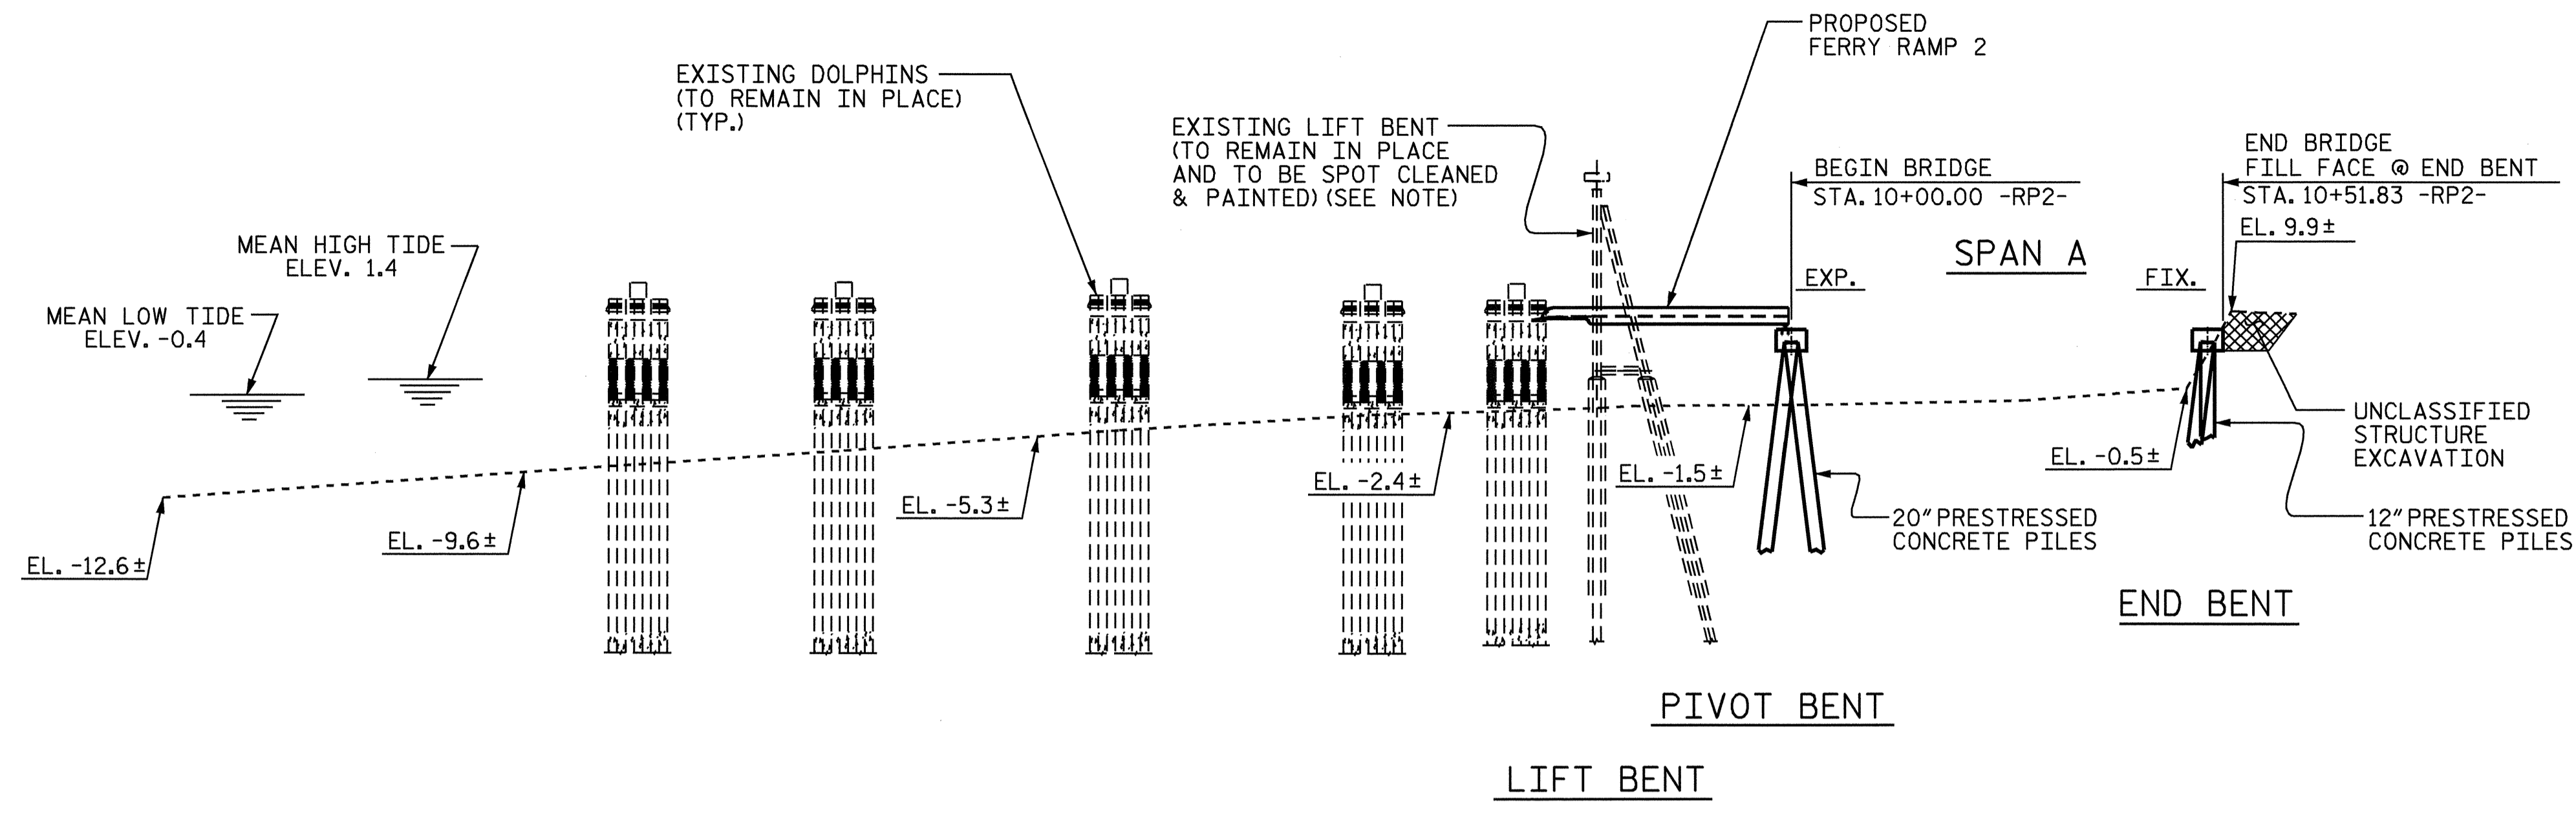 PROPOSED
FERRY RAMP 2
EXISTING DOLPHINS
(TO REMAIN IN PLACE)
(TYP.)
EXISTING LIFT BENT
(TO REMAIN IN PLACE
AND TO BE SPOT CLEANED
& PAINTED)(SEE NOTE)
BEGIN BRIDGE
STA. 10+00.00 -RP2-
END BRIDGE
FILL FACE @ END BENT
STA. 10+51.83 -RP2-
EL. 9.9±
SPAN A
EXP.
FIX.
MEAN HIGH TIDE
ELEV. 1.4
MEAN LOW TIDE
ELEV. -0.4
EL. -12.6±
EL. -9.6±
EL. -5.3±
EL. -2.4±
EL. -1.5±
EL. -0.5±
UNCLASSIFIED
STRUCTURE
EXCAVATION
20" PRESTRESSED
CONCRETE PILES
12" PRESTRESSED
CONCRETE PILES
END BENT
PIVOT BENT
LIFT BENT